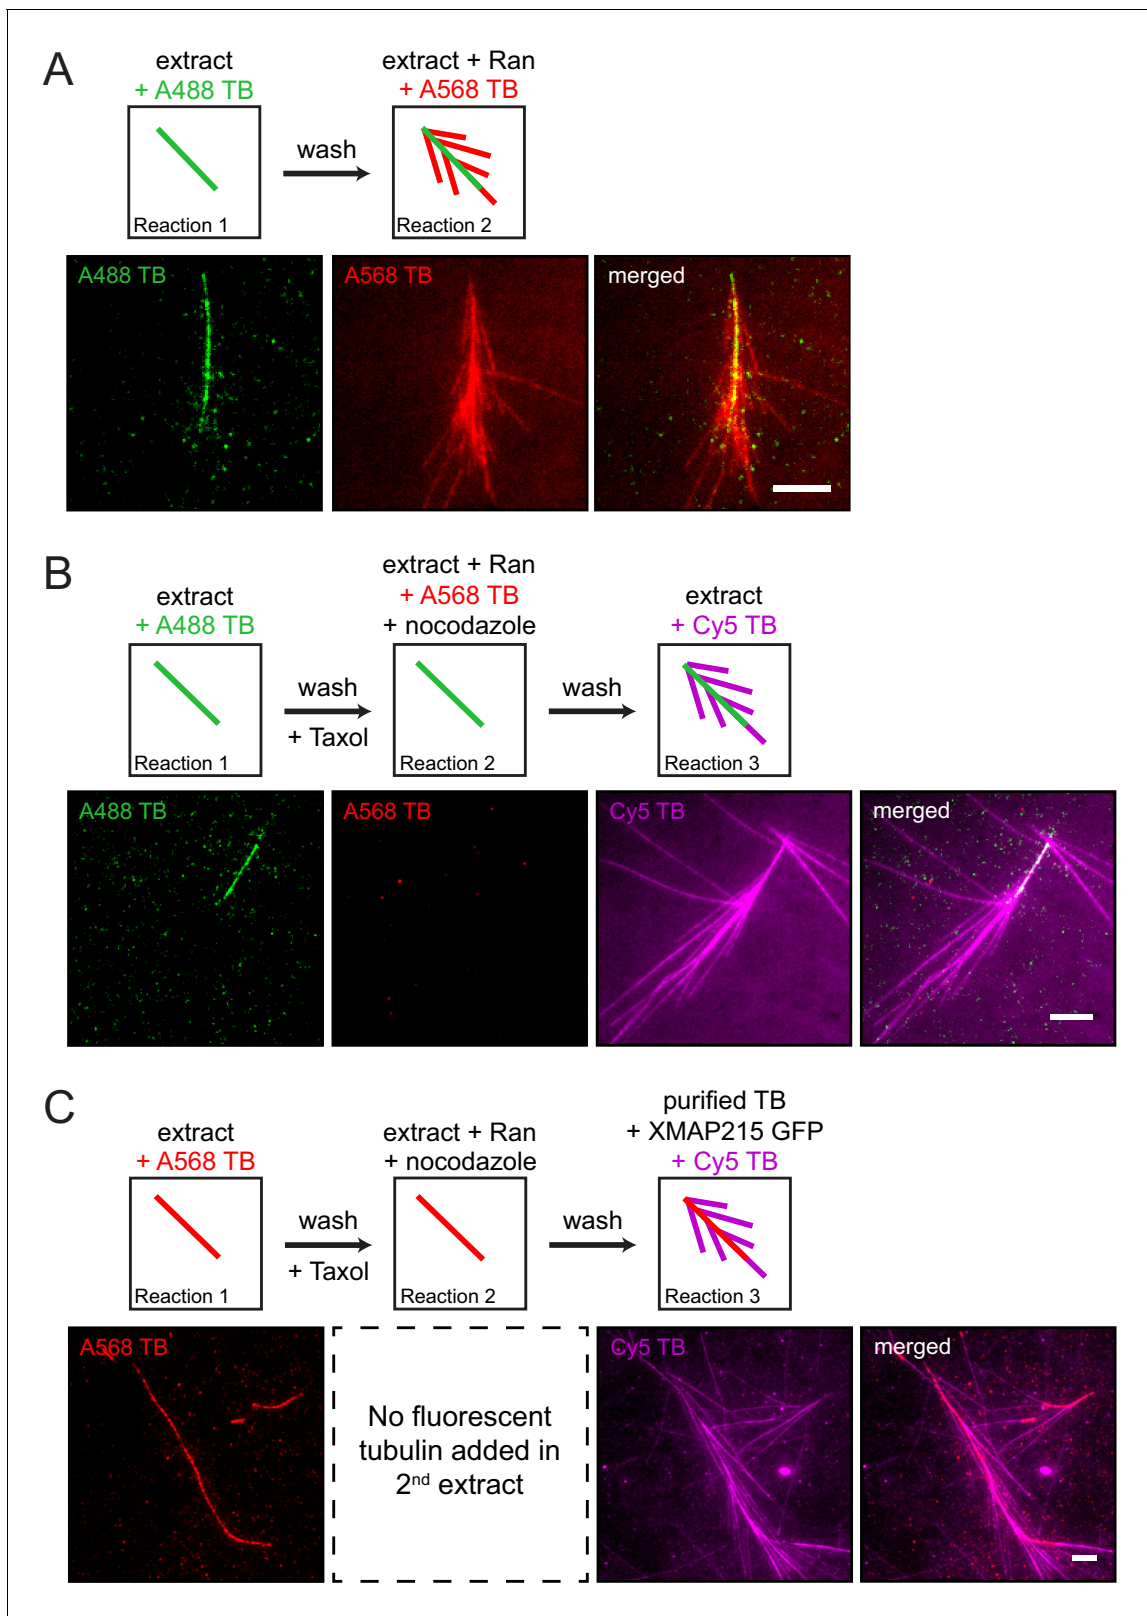 A
extract
+ A488 TB
extract + Ran
+ A568 TB
wash
Reaction 1
Reaction 2
A488 TB
A568 TB
merged
B
extract
+ A488 TB
extract + Ran
+ A568 TB
+ nocodazole
extract
+ Cy5 TB
wash
+ Taxol
wash
Reaction 1
Reaction 2
Reaction 3
A488 TB
A568 TB
Cy5 TB
merged
C
extract
+ A568 TB
extract + Ran
+ nocodazole
purified TB
+ XMAP215 GFP
+ Cy5 TB
wash
+ Taxol
wash
Reaction 1
Reaction 2
Reaction 3
A568 TB
No fluorescent
tubulin added in
2nd extract
Cy5 TB
merged